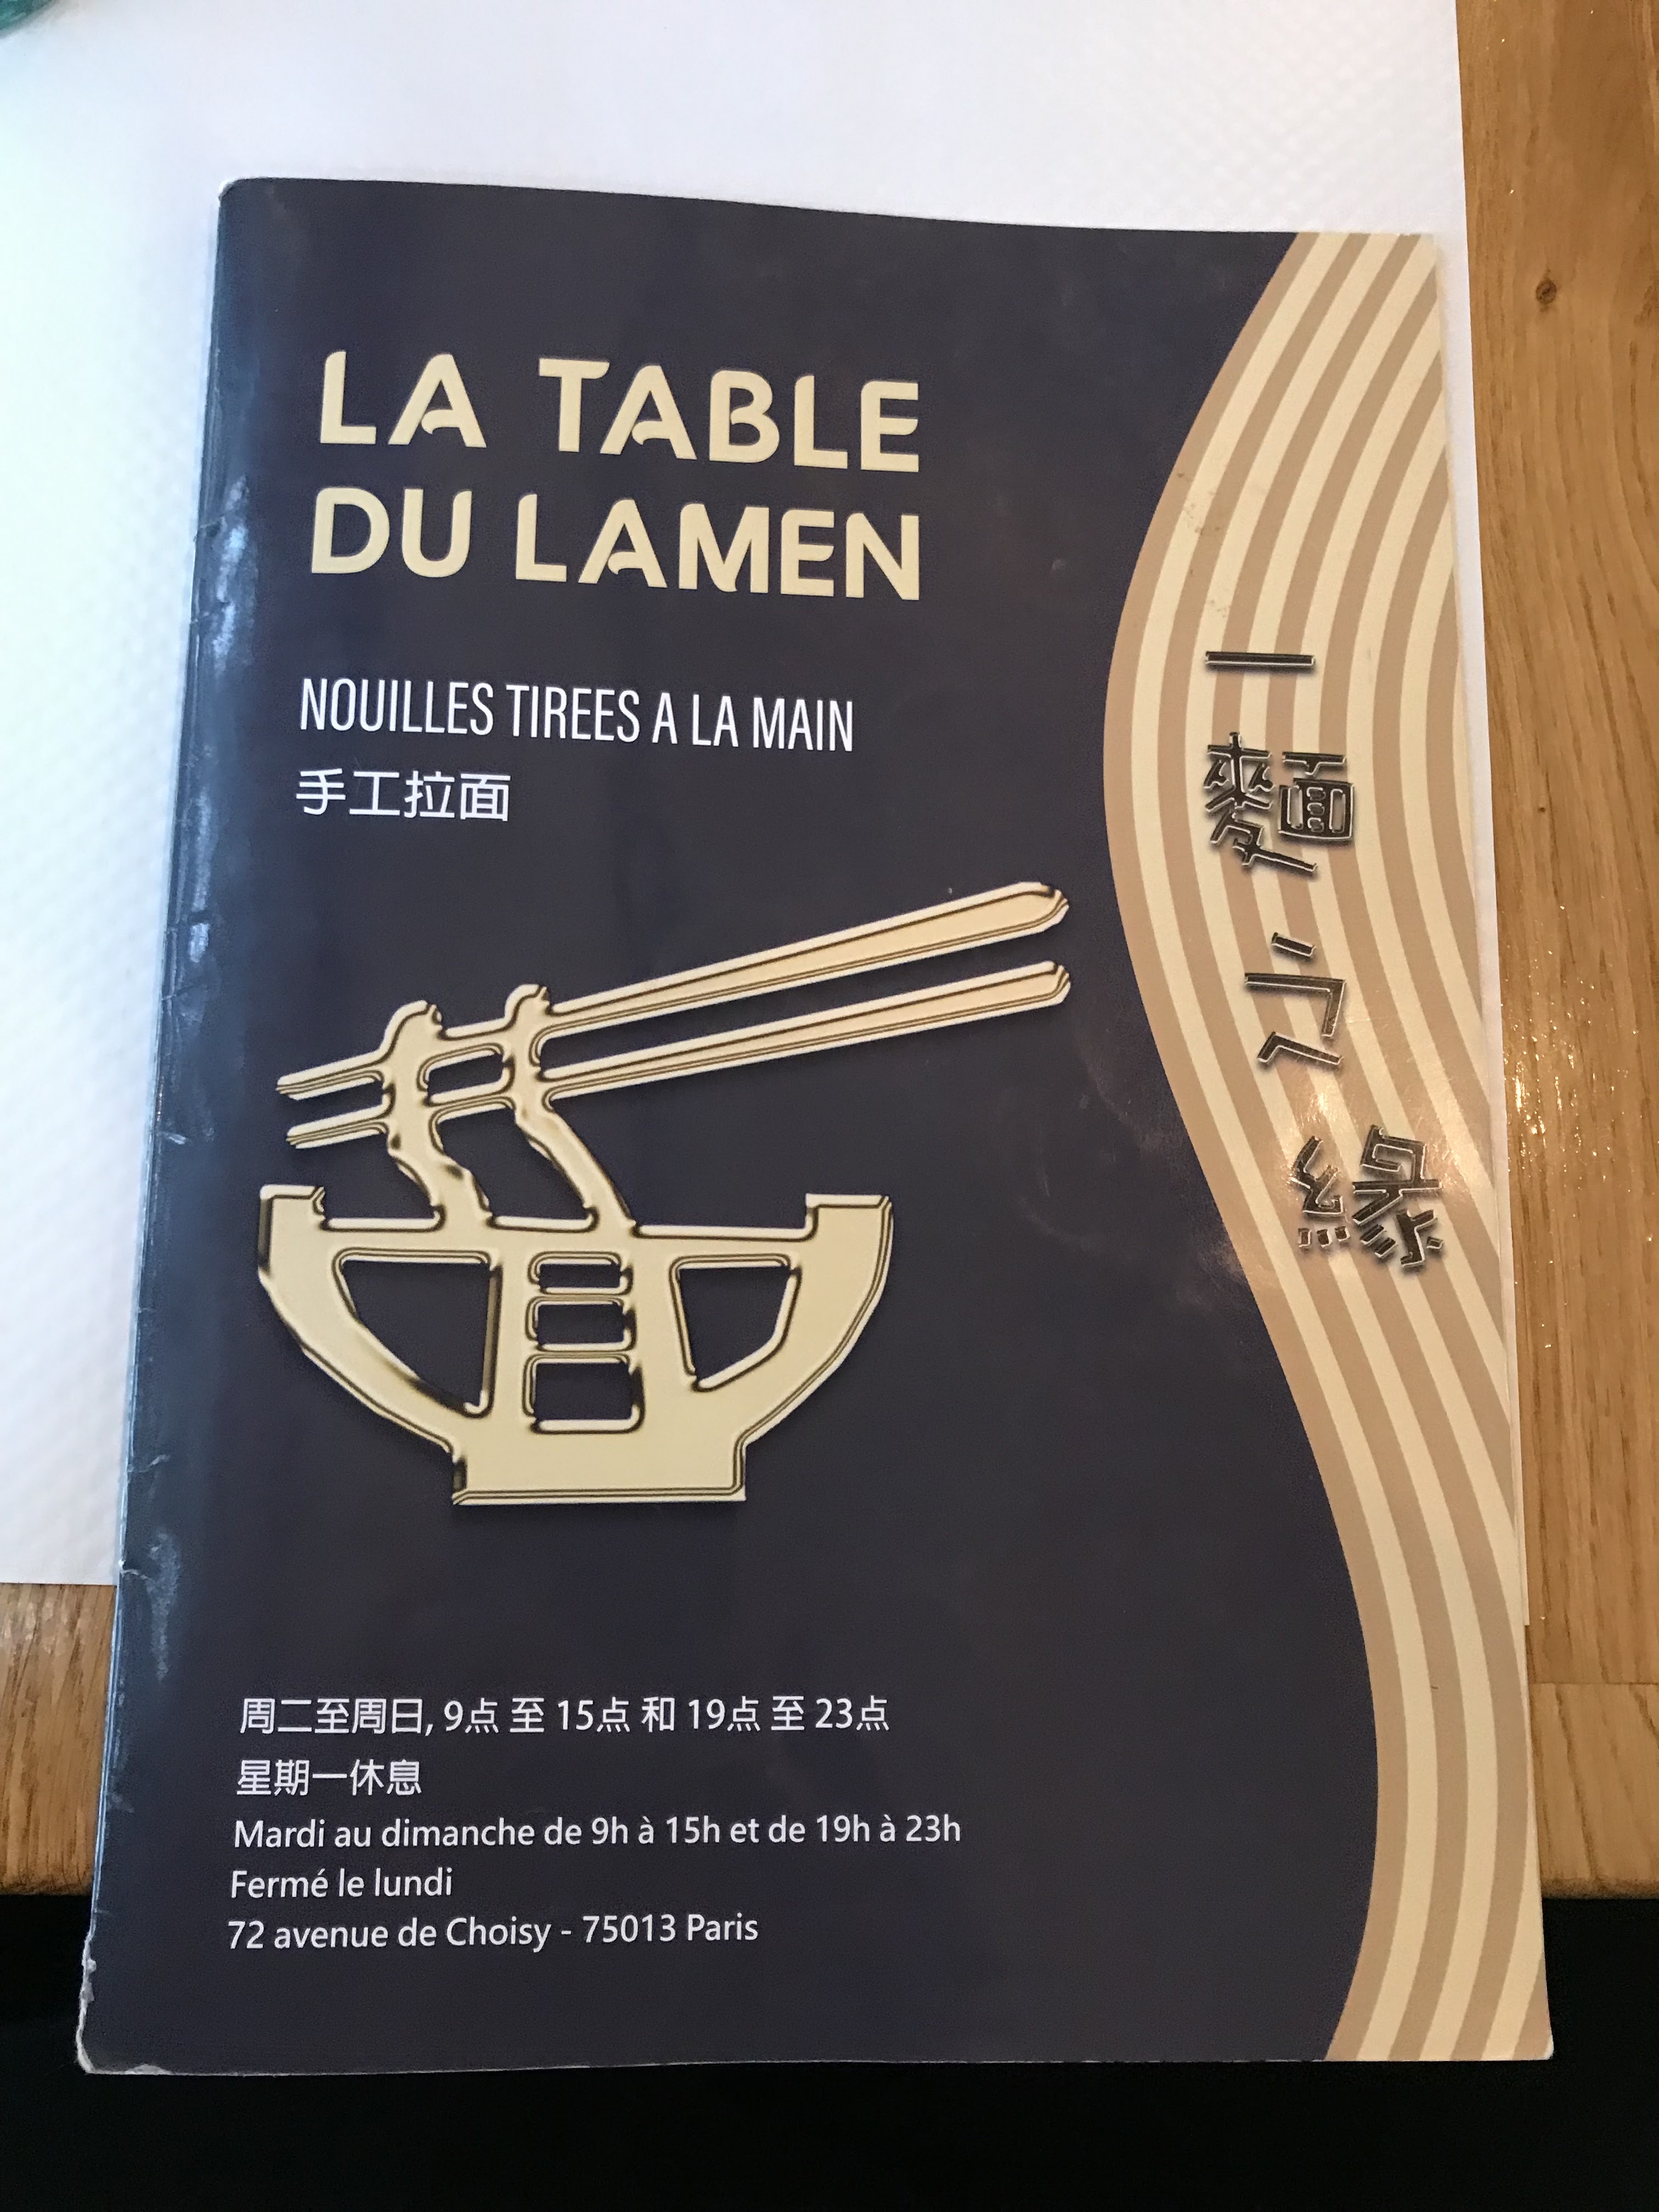 LA TABLE
DU LAMEN
NOUILLES TIREES A LA MAIN
手工拉面
一麵之緣
周二至周日, 9点 至 15点 和 19点 至 23点
星期一休息
Mardi au dimanche de 9h à 15h et de 19h à 23h
Fermé le lundi
72 avenue de Choisy - 75013 Paris